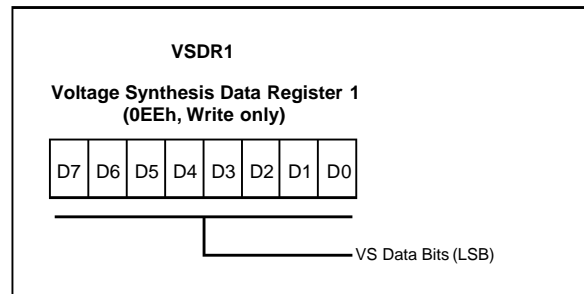 VSDR1
Voltage Synthesis Data Register 1
(0EEh, Write only)
D7 D6 D5 D4 D3 D2 D1 D0
VS Data Bits (LSB)